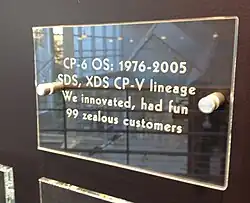 CP-6 OS: 1976-2005
SDS, XDS CP-V lineage
We innovated, had fun
99 zealous customers